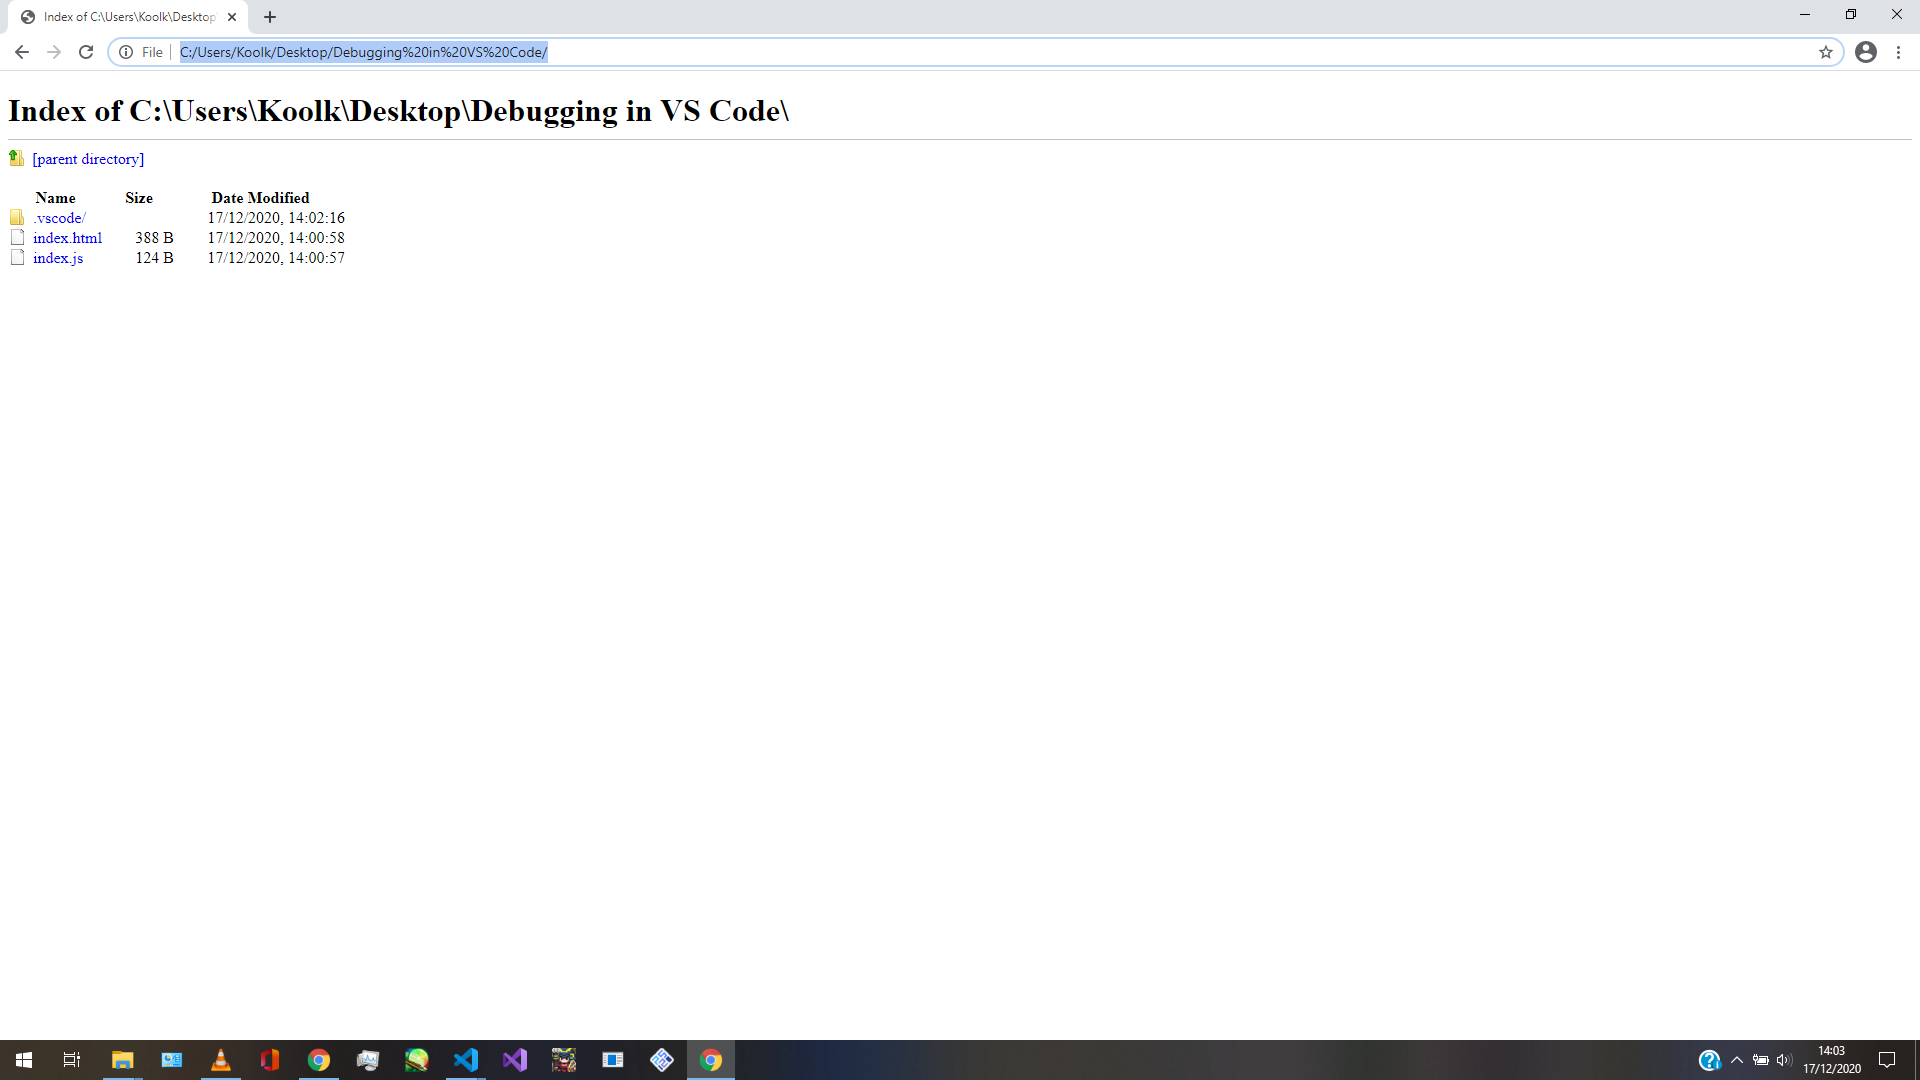 Index of C:\Users\Koolk\Desktop
File C:/Users/Koolk/Desktop/Debugging%20in%20VS%20Code/
Index of C:\Users\Koolk\Desktop\Debugging in VS Code\
[parent directory]
Name Size Date Modified
.vscode/ 17/12/2020, 14:02:16
index.html 388 B 17/12/2020, 14:00:58
index.js 124 B 17/12/2020, 14:00:57
14:03
17/12/2020